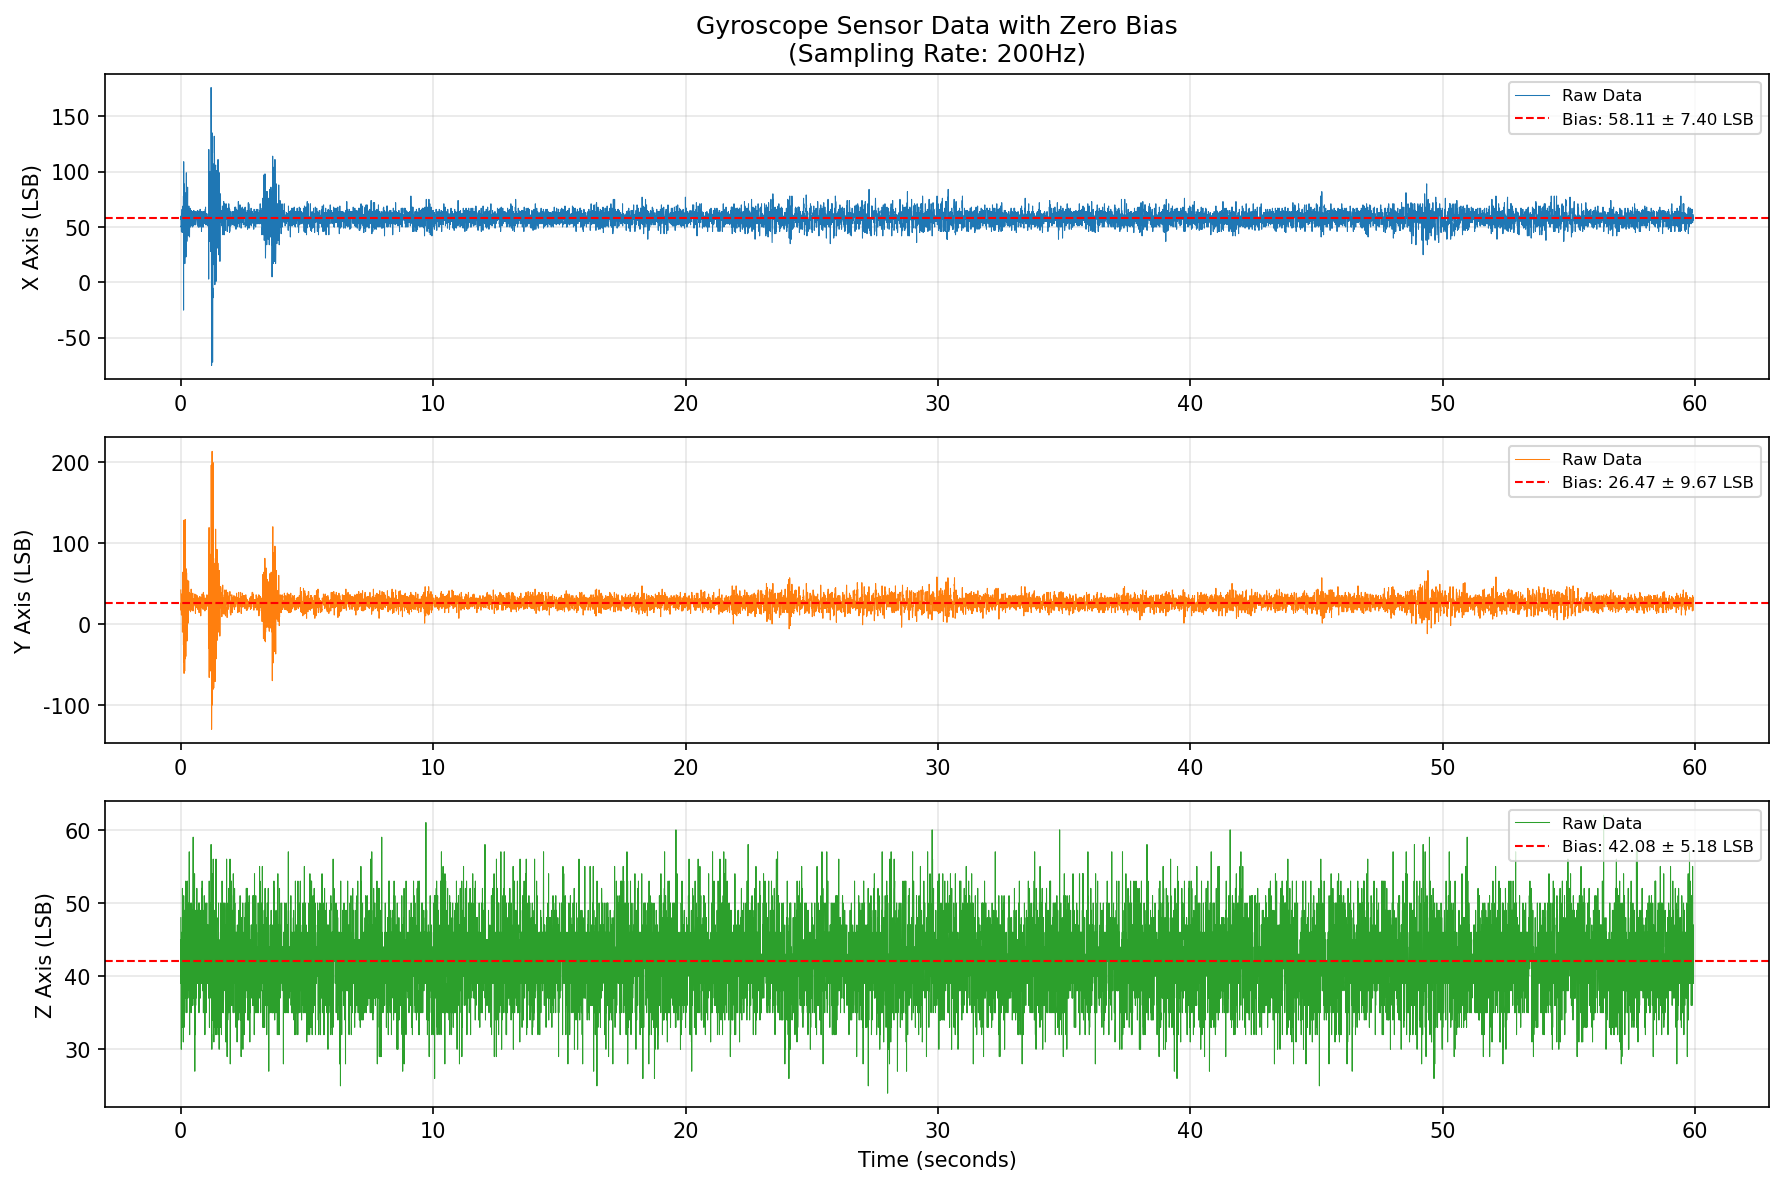 Gyroscope Sensor Data with Zero Bias
(Sampling Rate: 200Hz)
X Axis (LSB)
150
100
50
0
-50
Raw Data
Bias: 58.11 ± 7.40 LSB
0 10 20 30 40 50 60
Y Axis (LSB)
200
100
0
-100
Raw Data
Bias: 26.47 ± 9.67 LSB
0 10 20 30 40 50 60
Z Axis (LSB)
60
50
40
30
Raw Data
Bias: 42.08 ± 5.18 LSB
0 10 20 30 40 50 60
Time (seconds)